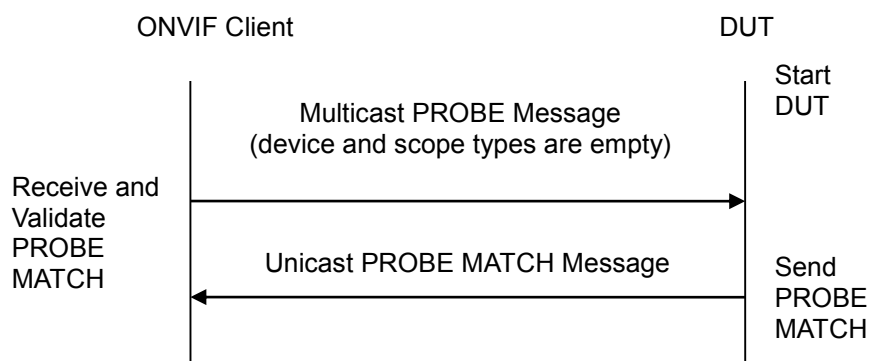 ONVIF Client
DUT
Start
DUT
Multicast PROBE Message
(device and scope types are empty)
Receive and
Validate
PROBE
MATCH
Unicast PROBE MATCH Message
Send
PROBE
MATCH